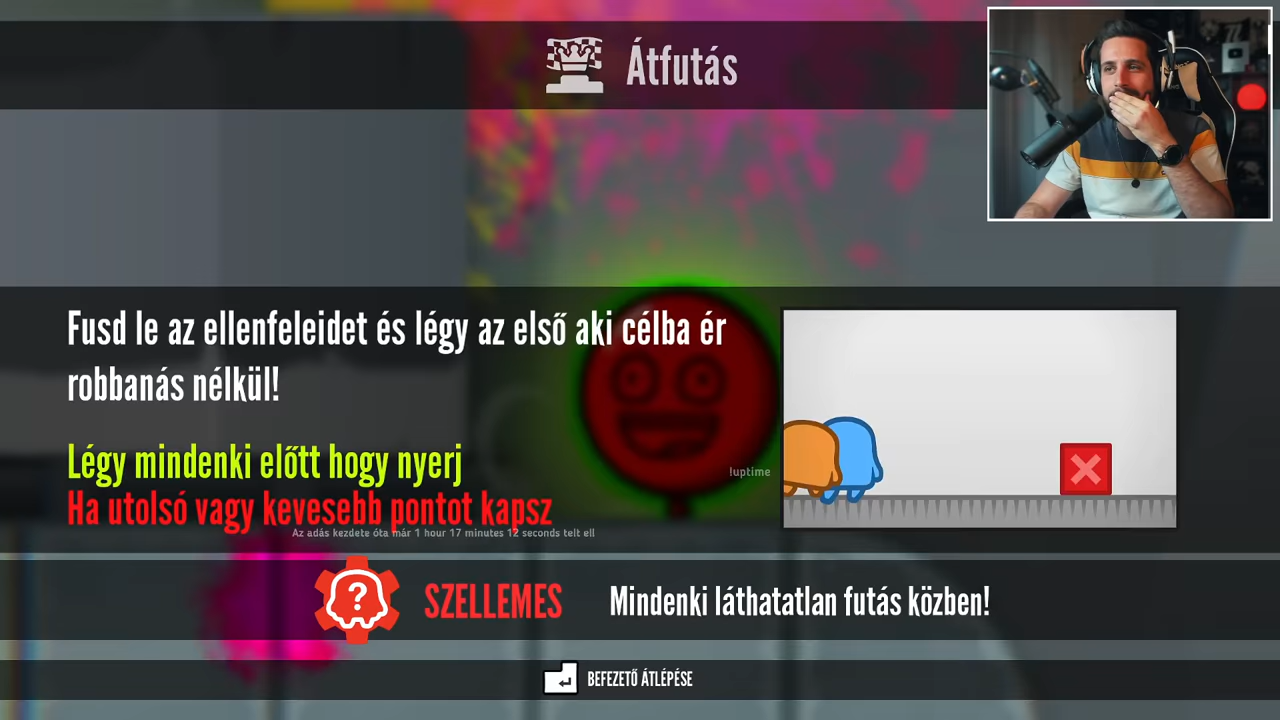 Átfutás
Fusd le az ellenfeleidet és légy az első aki célba ér
robbanás nélkül!
Légy mindenki előtt hogy nyerj
!uptime
Ha utolsó vagy kevesebb pontot kapsz
Az adás kezdete óta már 1 hour 17 minutes 12 seconds telt el!
? SZELLEMES Mindenki láthatatlan futás közben!
BEFEZETŐ ÁTLÉPÉSE